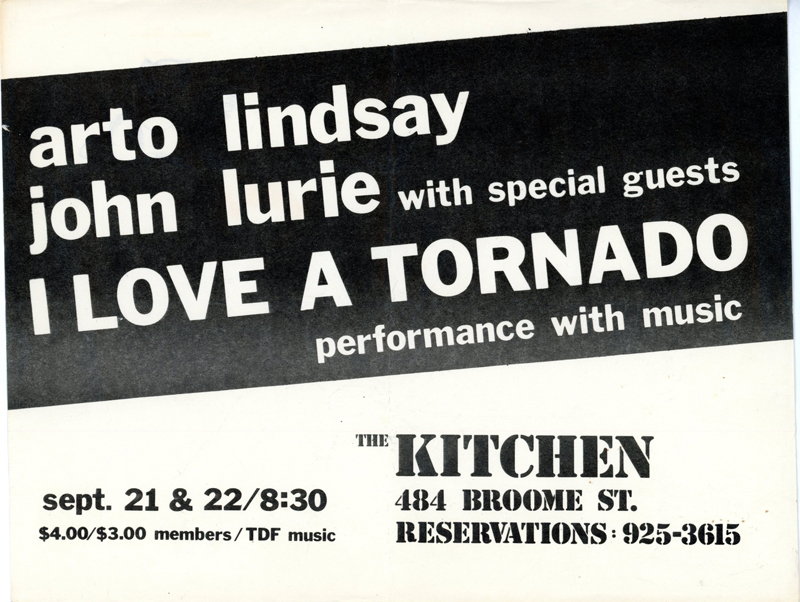 arto lindsay
john lurie with special guests
I LOVE A TORNADO
performance with music
THE KITCHEN
484 BROOME ST.
RESERVATIONS: 925-3615
sept. 21 & 22/8:30
$4.00/$3.00 members/TDF music